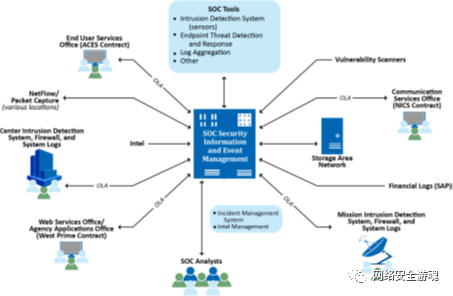 SOC Tools
• Intrusion Detection System
(sensors)
• Endpoint Threat Detection
and Response
• Log Aggregation
• Other
End User Services
Office (ACES Contract)
OLA
NetFlow/
Packet Capture
(various locations)
Center Intrusion Detection
System, Firewall, and
System Logs
OLA
Intel
Web Services Office/
Agency Applications Office
(West Prime Contract)
OLA
SOC Security
Information
and Event
Management
Vulnerability Scanners
Communication
Services Office
(NICS Contract)
OLA
Storage Area
Network
Financial Logs (SAP)
Mission Intrusion Detection
System, Firewall,
and System Logs
OLA
• Incident Management
System
• Intel Management
SOC Analysts
网络安全游魂